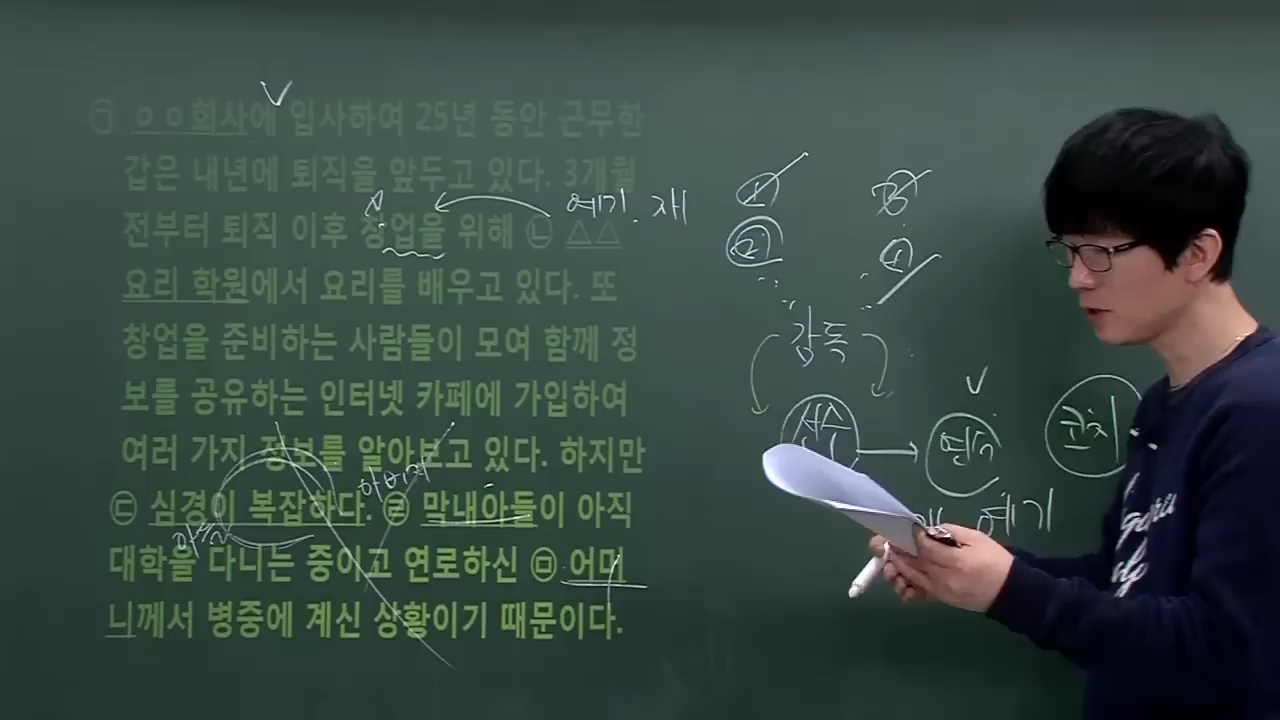 ㉠ ㅇㅇ회사에 입사하여 25년 동안 근무한
갑은 내년에 퇴직을 앞두고 있다. 3개월
전부터 퇴직 이후 창업을 위해 ㉡ △△
요리 학원에서 요리를 배우고 있다. 또
창업을 준비하는 사람들이 모여 함께 정
보를 공유하는 인터넷 카페에 가입하여
여러 가지 정보를 알아보고 있다. 하지만
㉢ 심경이 복잡하다. ㉣ 막내아들이 아직
대학을 다니는 중이고 연로하신 ㉤ 어머
니께서 병중에 계신 상황이기 때문이다.
예기
감독
선수
코치
예기